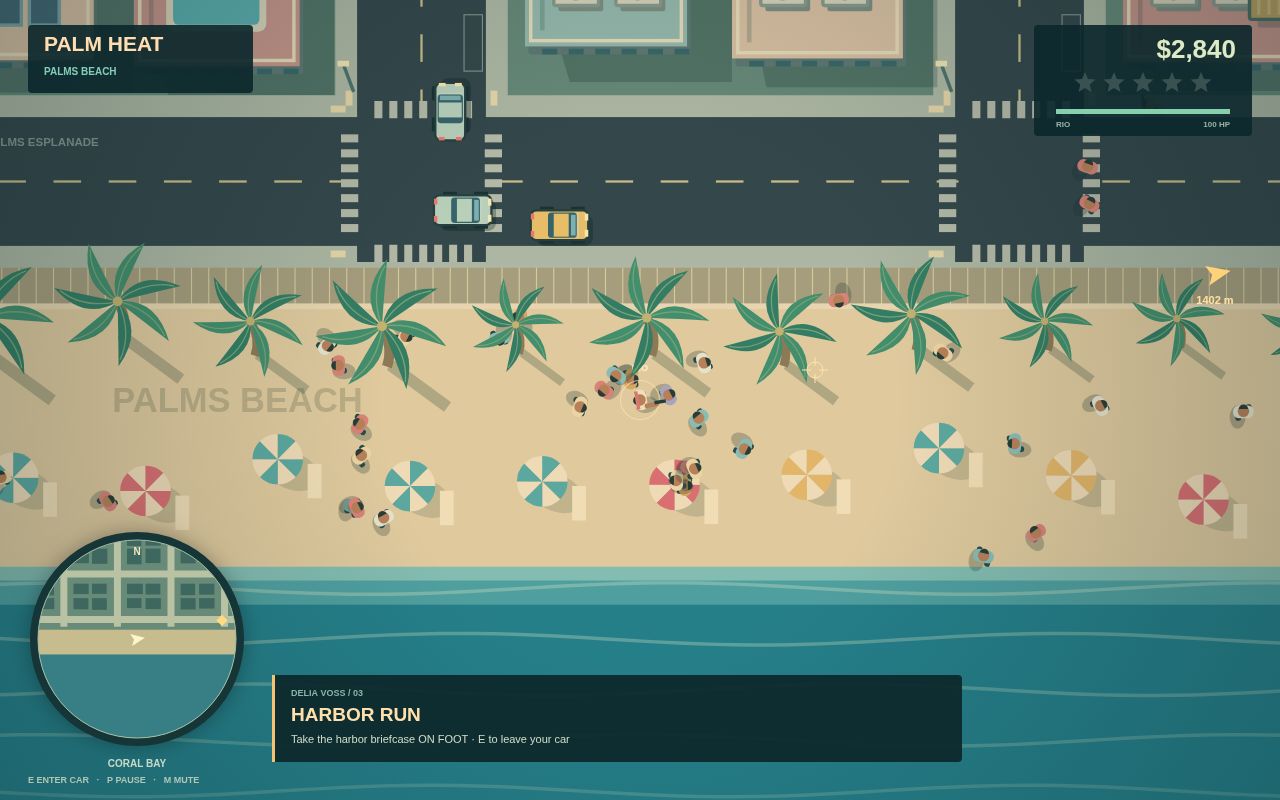 PALM HEAT
PALMS BEACH
$2,840
RIO
100 HP
LMS ESPLANADE
1402 m
PALMS BEACH
N
DELIA VOSS / 03
HARBOR RUN
Take the harbor briefcase ON FOOT · E to leave your car
CORAL BAY
E ENTER CAR · P PAUSE · M MUTE